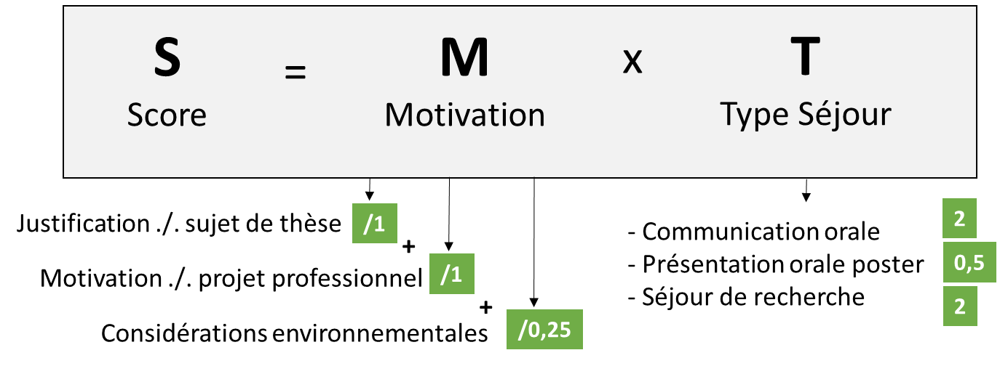 S = M x T
Score Motivation Type Séjour
Justification ./. sujet de thèse /1
+
Motivation ./. projet professionnel /1
+
Considérations environnementales /0,25
- Communication orale 2
- Présentation orale poster 0,5
- Séjour de recherche 2